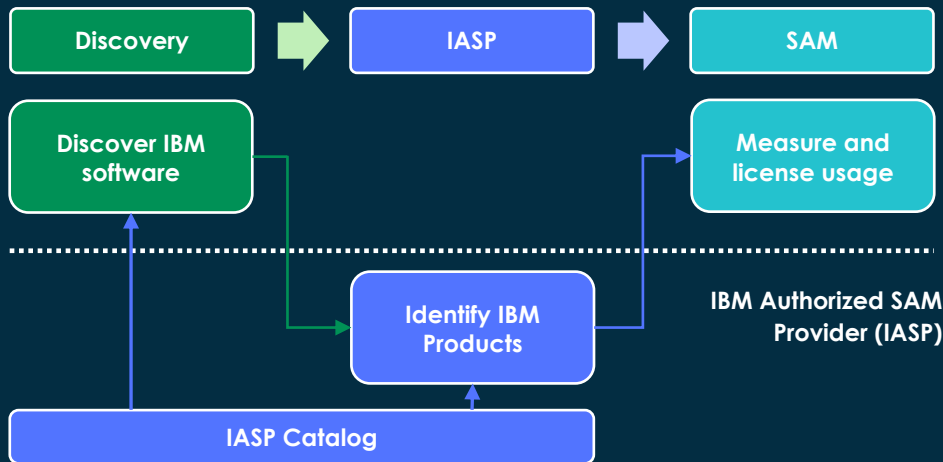 Discovery
IASP
SAM
Discover IBM
software
Measure and
license usage
Identify IBM
Products
IBM Authorized SAM
Provider (IASP)
IASP Catalog